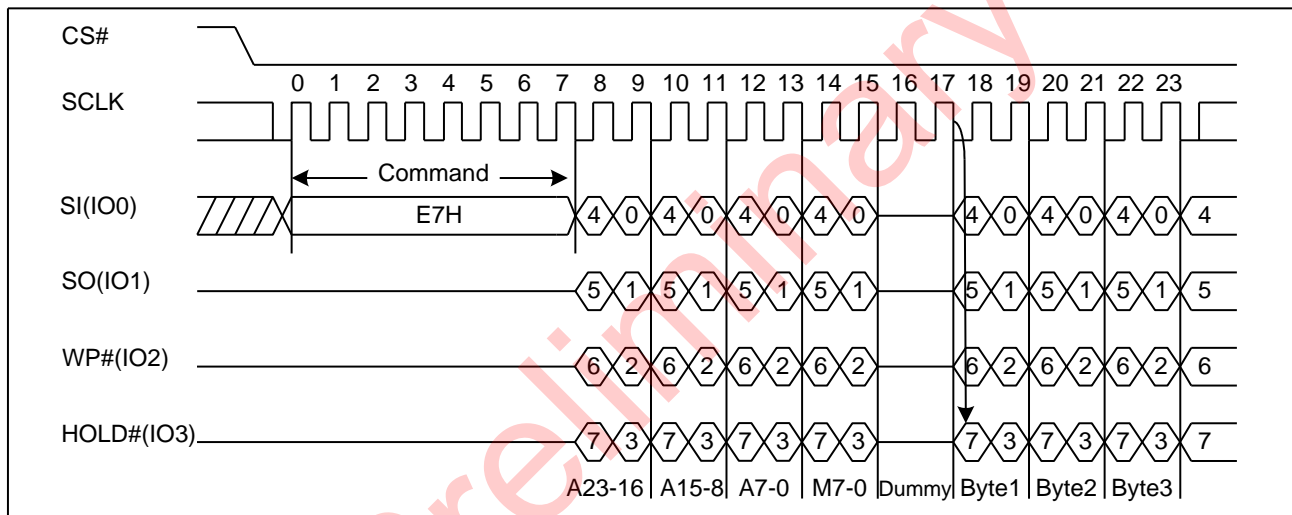 CS#
0 1 2 3 4 5 6 7 8 9 10 11 12 13 14 15 16 17 18 19 20 21 22 23
SCLK
Command
SI(IO0)
E7H 4 0 4 0 4 0 4 0 4 0 4 0 4 0 4
SO(IO1)
5 1 5 1 5 1 5 1 5 1 5 1 5 1 5
WP#(IO2)
6 2 6 2 6 2 6 2 6 2 6 2 6 2 6
HOLD#(IO3)
7 3 7 3 7 3 7 3 7 3 7 3 7 3 7
A23-16 A15-8 A7-0 M7-0 Dummy Byte1 Byte2 Byte3
reliminary